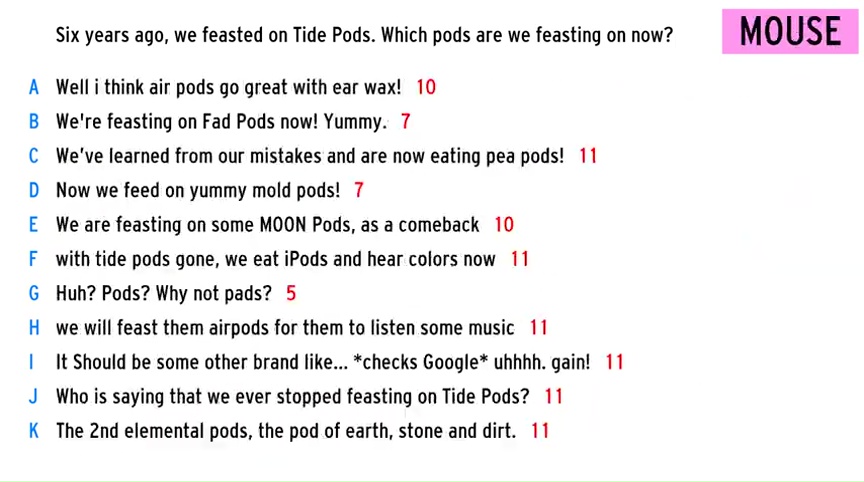 Six years ago, we feasted on Tide Pods. Which pods are we feasting on now?
MOUSE
A Well i think air pods go great with ear wax! 10
B We're feasting on Fad Pods now! Yummy. 7
C We've learned from our mistakes and are now eating pea pods! 11
D Now we feed on yummy mold pods! 7
E We are feasting on some MOON Pods, as a comeback 10
F with tide pods gone, we eat iPods and hear colors now 11
G Huh? Pods? Why not pads? 5
H we will feast them airpods for them to listen some music 11
I It Should be some other brand like... *checks Google* uhhhh. gain! 11
J Who is saying that we ever stopped feasting on Tide Pods? 11
K The 2nd elemental pods, the pod of earth, stone and dirt. 11